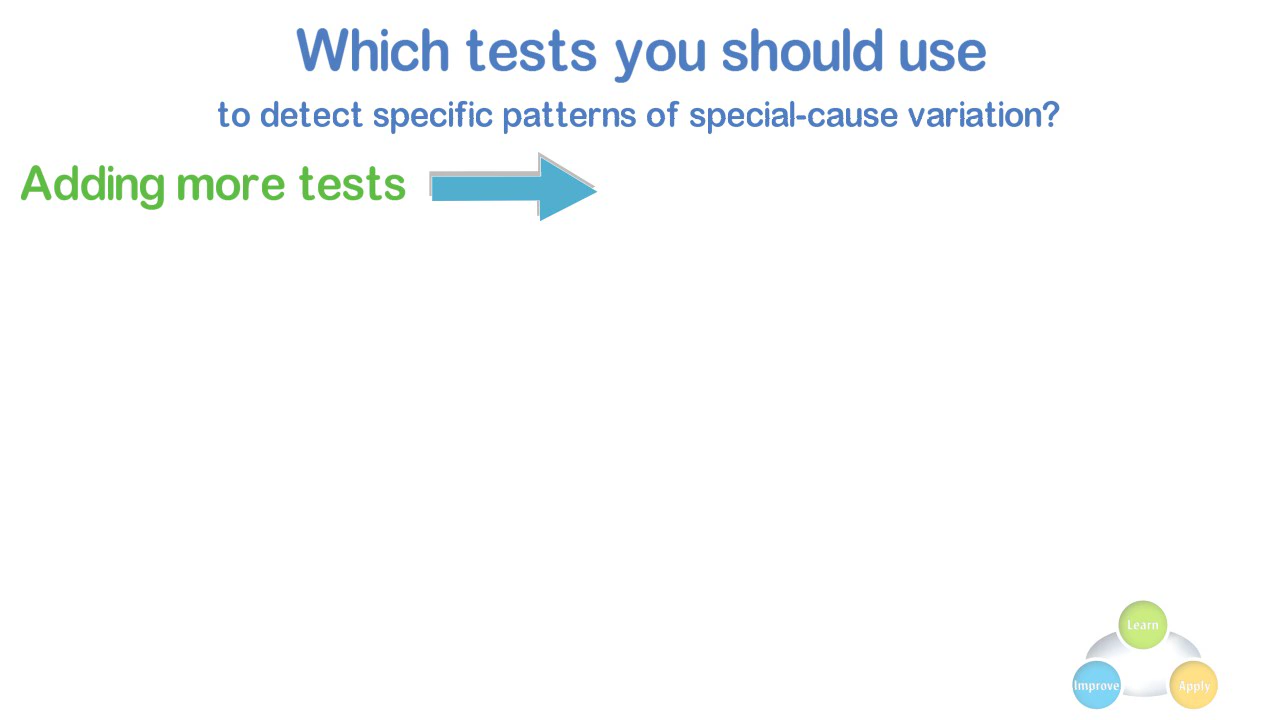 Which tests you should use
to detect specific patterns of special-cause variation?
Adding more tests
Learn
Improve
Apply